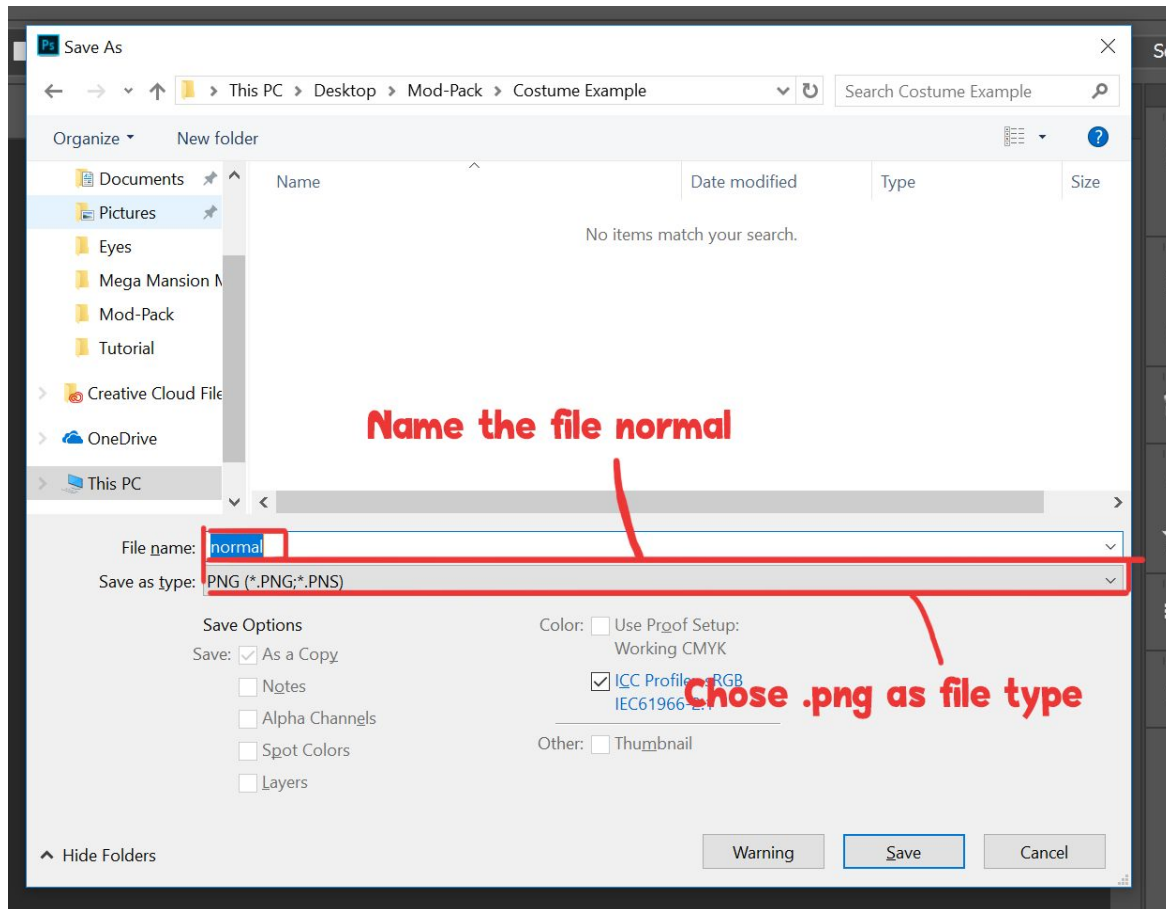 Ps Save As
This PC > Desktop > Mod-Pack > Costume Example
Search Costume Example
Organize
New folder
?
Documents
Pictures
Eyes
Mega Mansion
Mod-Pack
Tutorial
Creative Cloud File
OneDrive
This PC
Name
Date modified
Type
Size
No items match your search.
Name the file normal
File name: normal
Save as type: PNG (*.PNG;*.PNS)
Save Options
Save: As a Copy
Notes
Alpha Channels
Spot Colors
Layers
Color: Use Proof Setup:
Working CMYK
ICC Profile: sRGB
IEC61966-2.1
Other: Thumbnail
Chose .png as file type
Hide Folders
Warning
Save
Cancel